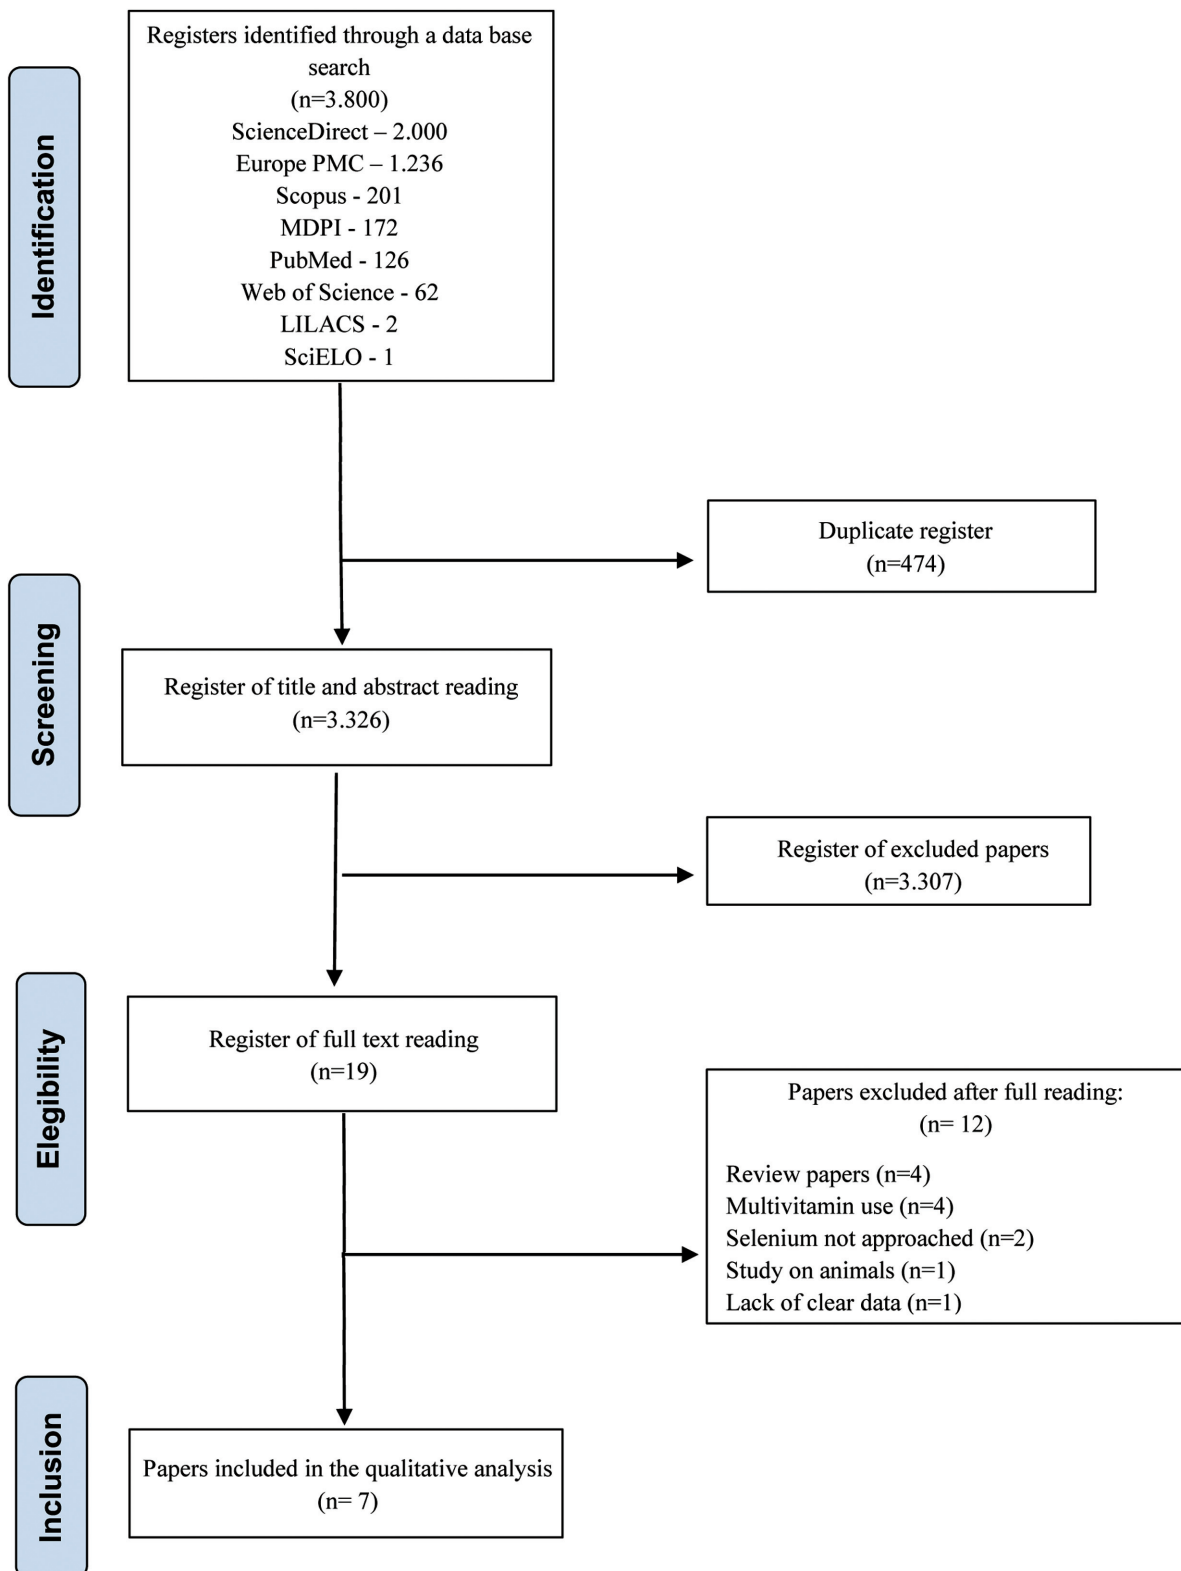 Identification
Registers identified through a data base
search
(n=3.800)
ScienceDirect – 2.000
Europe PMC – 1.236
Scopus - 201
MDPI - 172
PubMed - 126
Web of Science - 62
LILACS - 2
SciELO - 1
Duplicate register
(n=474)
Screening
Register of title and abstract reading
(n=3.326)
Register of excluded papers
(n=3.307)
Elegibility
Register of full text reading
(n=19)
Papers excluded after full reading:
(n= 12)
Review papers (n=4)
Multivitamin use (n=4)
Selenium not approached (n=2)
Study on animals (n=1)
Lack of clear data (n=1)
Inclusion
Papers included in the qualitative analysis
(n= 7)